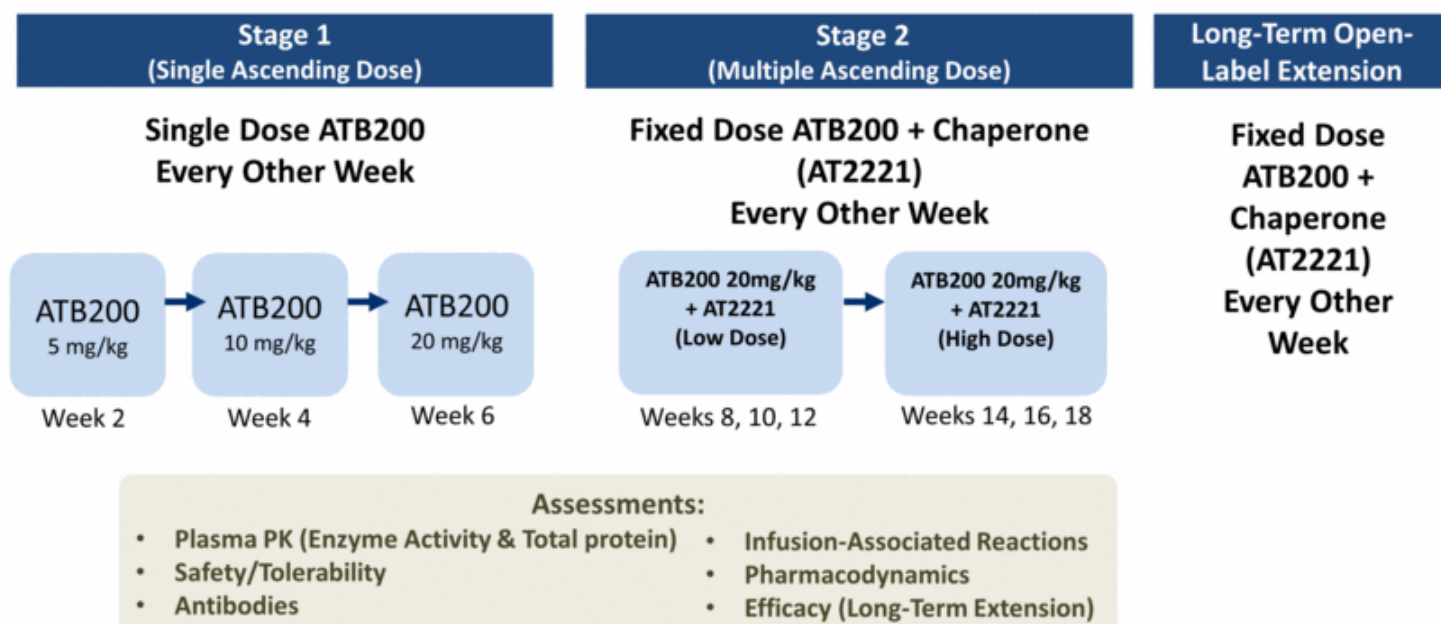 Stage 1
(Single Ascending Dose)
Single Dose ATB200
Every Other Week
ATB200
5 mg/kg
Week 2
ATB200
10 mg/kg
Week 4
ATB200
20 mg/kg
Week 6
Stage 2
(Multiple Ascending Dose)
Fixed Dose ATB200 + Chaperone
(AT2221)
Every Other Week
ATB200 20mg/kg
+ AT2221
(Low Dose)
Weeks 8, 10, 12
ATB200 20mg/kg
+ AT2221
(High Dose)
Weeks 14, 16, 18
Long-Term Open-
Label Extension
Fixed Dose
ATB200 +
Chaperone
(AT2221)
Every Other
Week
Assessments:
• Plasma PK (Enzyme Activity & Total protein)
• Safety/Tolerability
• Antibodies
• Infusion-Associated Reactions
• Pharmacodynamics
• Efficacy (Long-Term Extension)